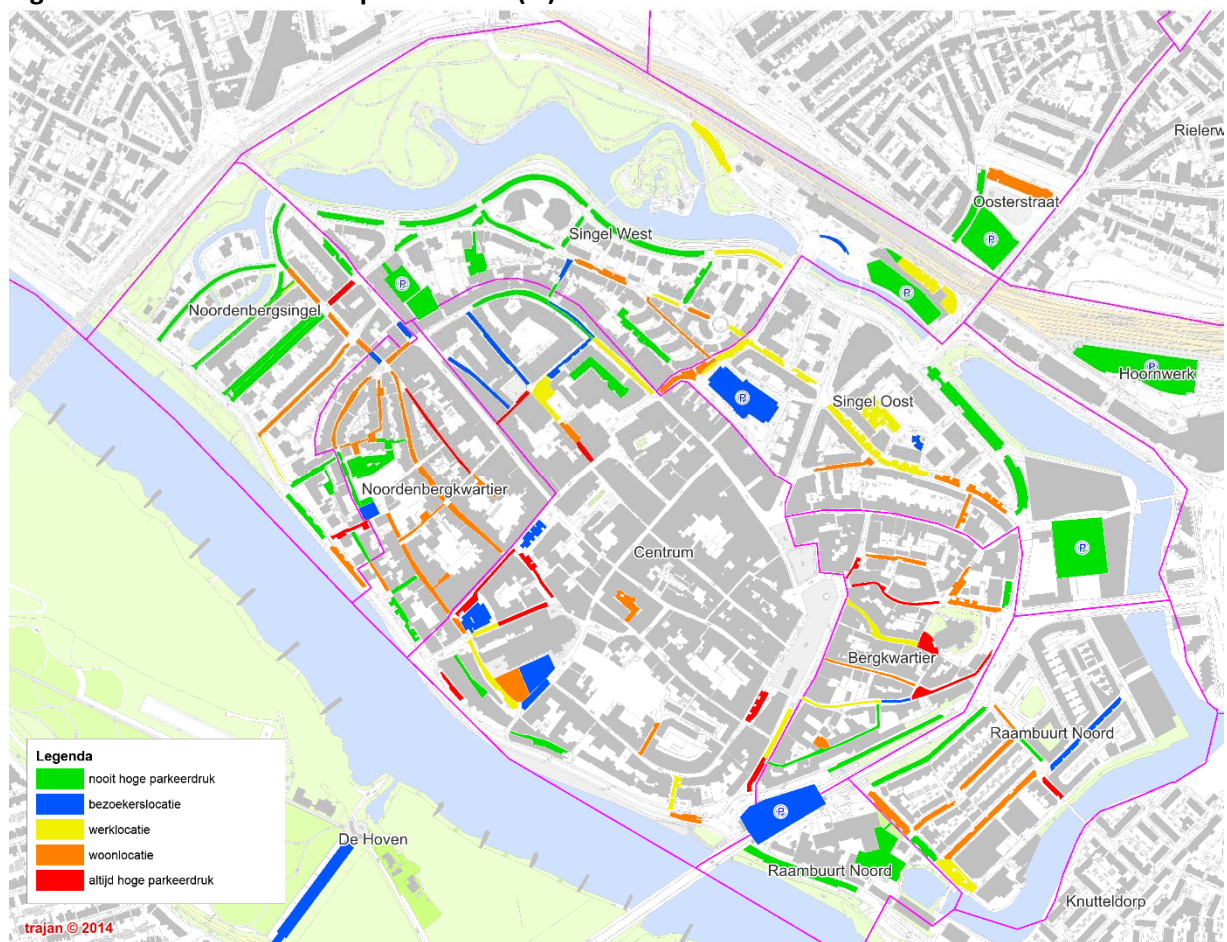 Rielerw
Oosterstraat
P
Singel West
P
P
Noordenbergsingel
Hoornwerk
P
P
Singel Oost
Noordenbergkwartier
Centrum
P
Bergkwartier
Raambuurt Noord
P
Raambuurt Noord
Knutteldorp
De Hoven
Legenda
nooit hoge parkeerdruk
bezoekerslocatie
werklocatie
woonlocatie
altijd hoge parkeerdruk
trajan © 2014